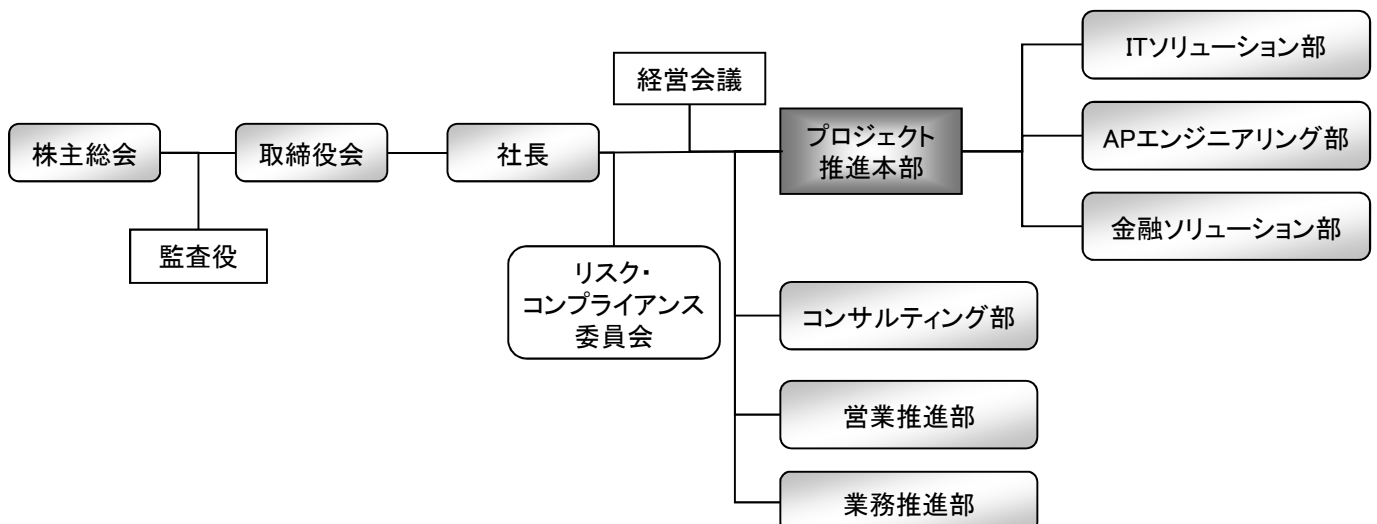 株主総会
監査役
取締役会
社長
リスク・
コンプライアンス
委員会
経営会議
プロジェクト
推進本部
ITソリューション部
APエンジニアリング部
金融ソリューション部
コンサルティング部
営業推進部
業務推進部